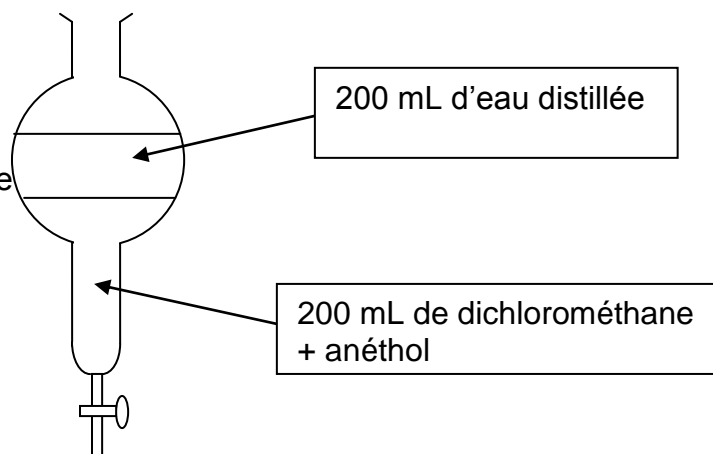 200 mL d'eau distillée
e
200 mL de dichlorométhane
+ anéthol